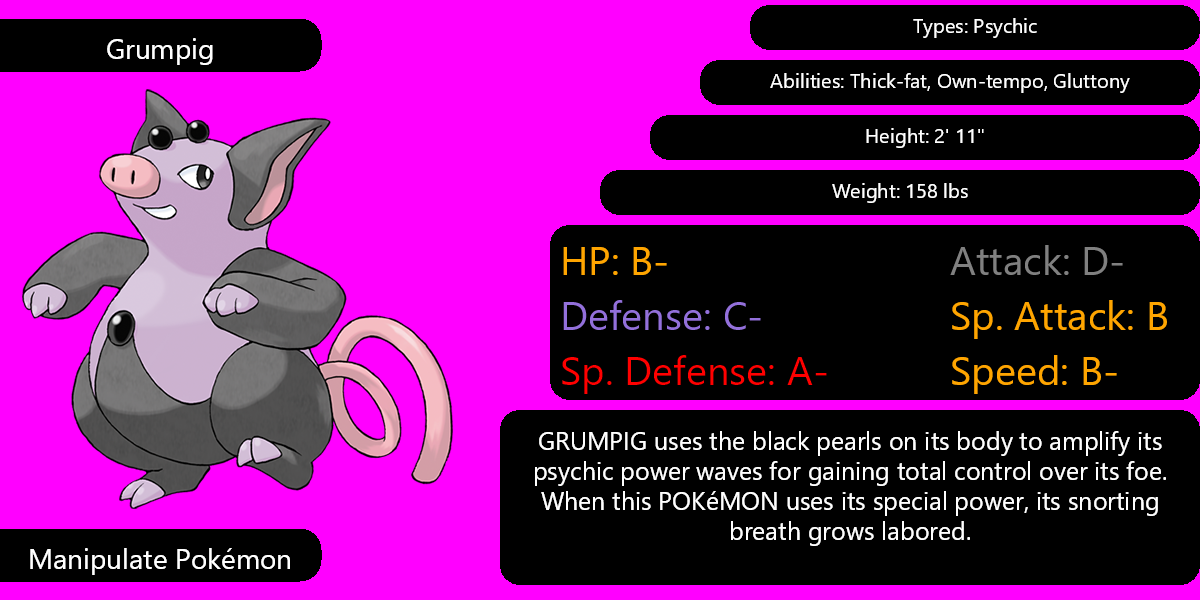 Grumpig
Types: Psychic
Abilities: Thick-fat, Own-tempo, Gluttony
Height: 2' 11"
Weight: 158 lbs
HP: B-
Attack: D-
Defense: C-
Sp. Attack: B
Sp. Defense: A-
Speed: B-
GRUMPIG uses the black pearls on its body to amplify its
psychic power waves for gaining total control over its foe.
When this POKéMON uses its special power, its snorting
breath grows labored.
Manipulate Pokémon